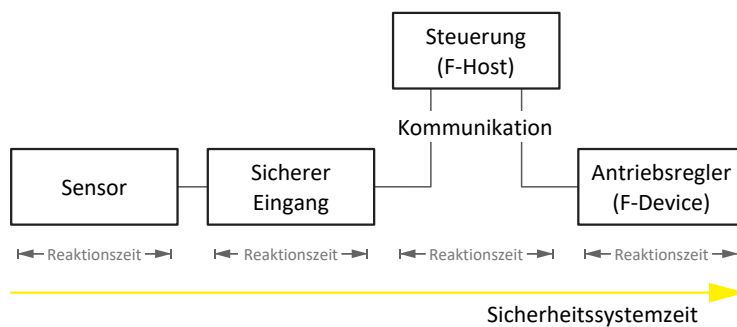 Steuerung
(F-Host)
Kommunikation
Sensor
Sicherer
Eingang
Antriebsregler
(F-Device)
Reaktionszeit
Reaktionszeit
Reaktionszeit
Reaktionszeit
Sicherheitssystemzeit